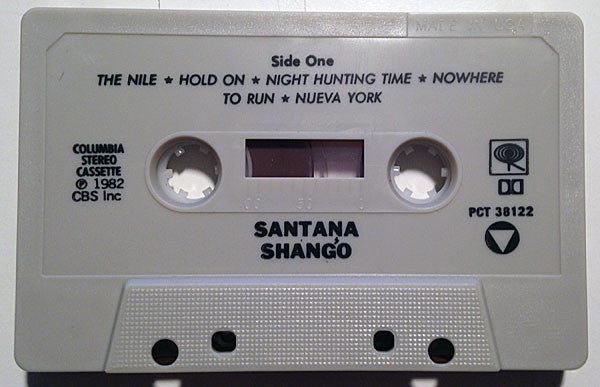 MADE IN USA
Side One
THE NILE ★ HOLD ON ★ NIGHT HUNTING TIME ★ NOWHERE
TO RUN ★ NUEVA YORK
COLUMBIA
STEREO
CASSETTE
℗ 1982
CBS Inc
PCT 38122
SANTANA
SHANGÓ